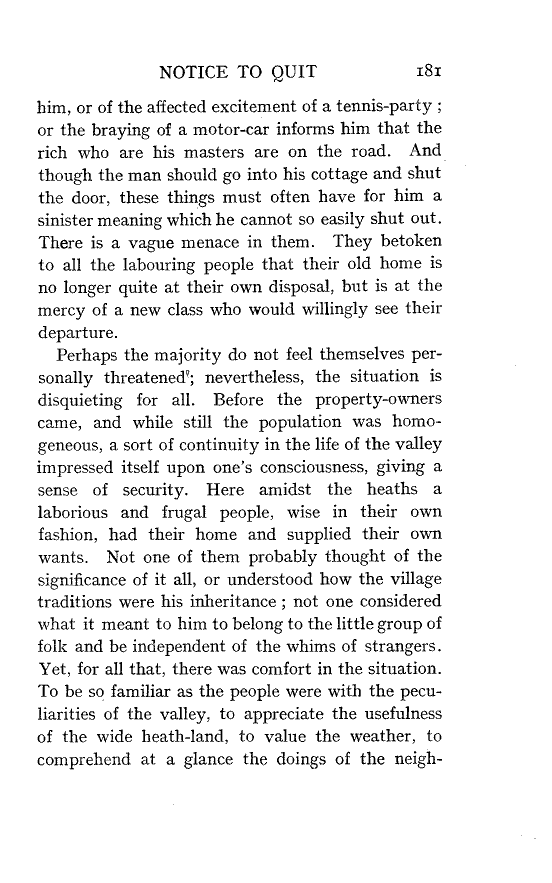 NOTICE TO QUIT 181
him, or of the affected excitement of a tennis-party ;
or the braying of a motor-car informs him that the
rich who are his masters are on the road. And
though the man should go into his cottage and shut
the door, these things must often have for him a
sinister meaning which he cannot so easily shut out.
There is a vague menace in them. They betoken
to all the labouring people that their old home is
no longer quite at their own disposal, but is at the
mercy of a new class who would willingly see their
departure.
Perhaps the majority do not feel themselves per-
sonally threatened; nevertheless, the situation is
disquieting for all. Before the property-owners
came, and while still the population was homo-
geneous, a sort of continuity in the life of the valley
impressed itself upon one's consciousness, giving a
sense of security. Here amidst the heaths a
laborious and frugal people, wise in their own
fashion, had their home and supplied their own
wants. Not one of them probably thought of the
significance of it all, or understood how the village
traditions were his inheritance ; not one considered
what it meant to him to belong to the little group of
folk and be independent of the whims of strangers.
Yet, for all that, there was comfort in the situation.
To be so familiar as the people were with the pecu-
liarities of the valley, to appreciate the usefulness
of the wide heath-land, to value the weather, to
comprehend at a glance the doings of the neigh-